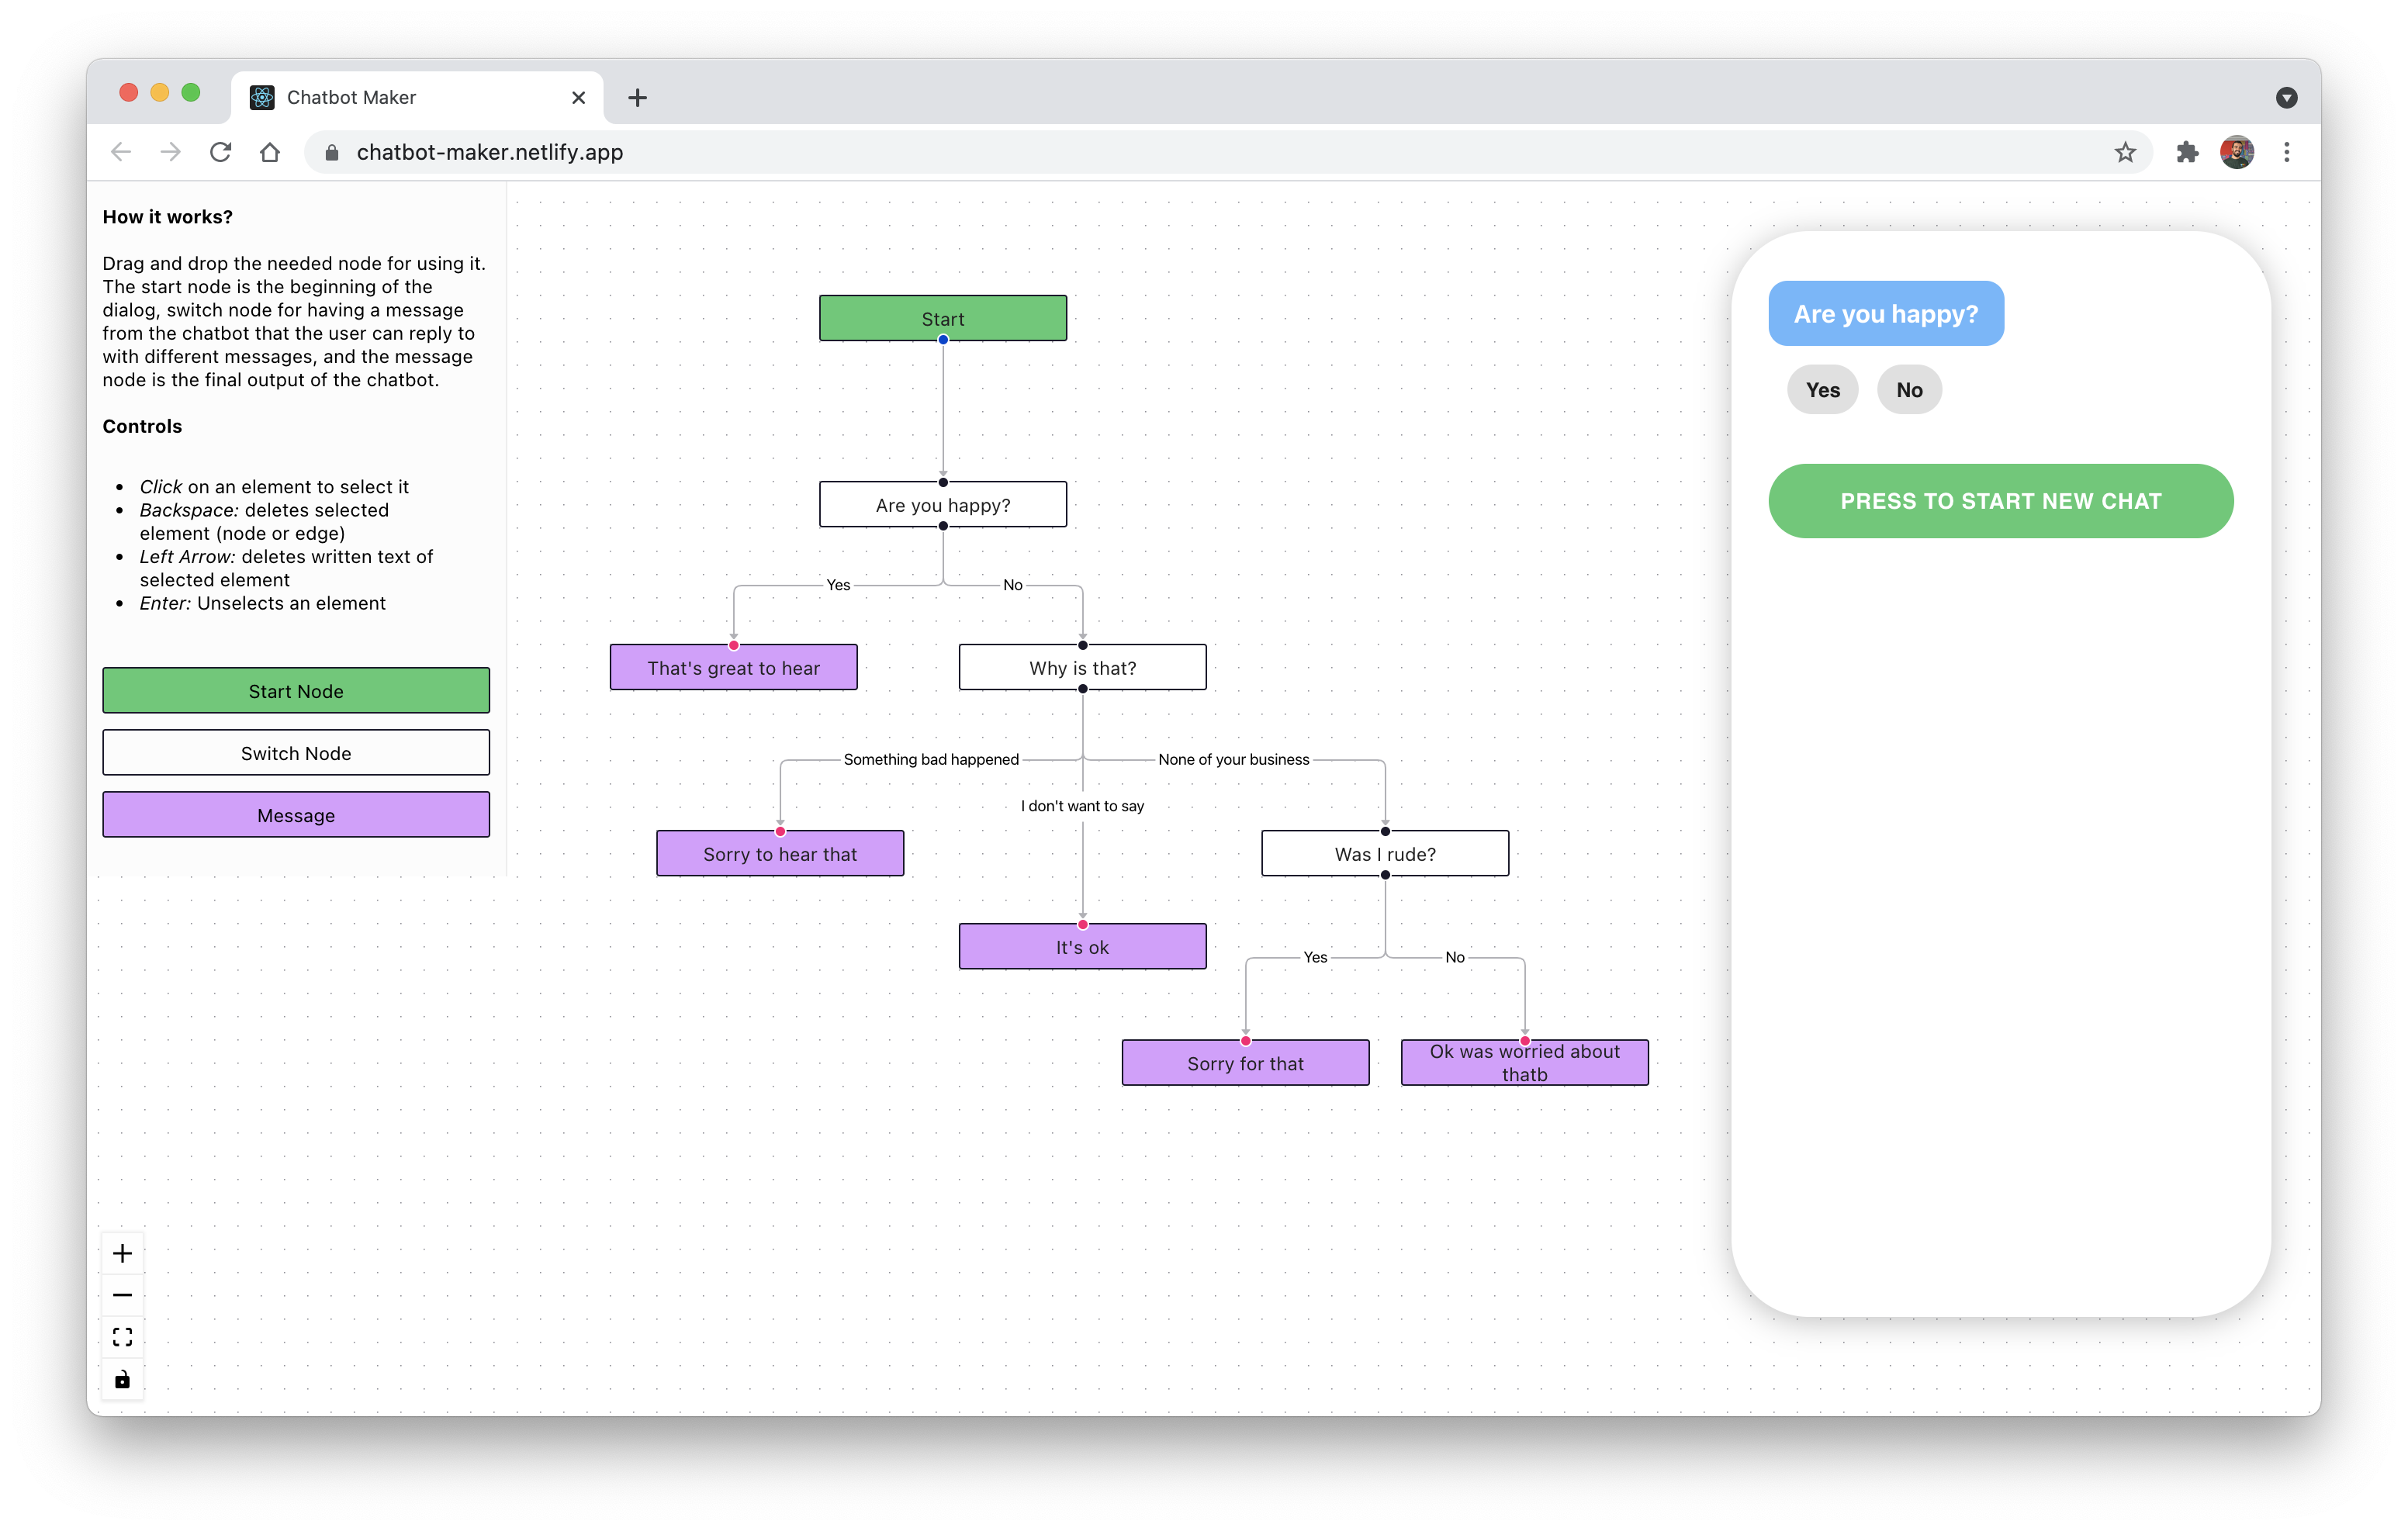 Chatbot Maker
chatbot-maker.netlify.app
How it works?
Drag and drop the needed node for using it.
The start node is the beginning of the
dialog, switch node for having a message
from the chatbot that the user can reply to
with different messages, and the message
node is the final output of the chatbot.
Controls
Click on an element to select it
Backspace: deletes selected
element (node or edge)
Left Arrow: deletes written text of
selected element
Enter: Unselects an element
Start Node
Switch Node
Message
Start
Are you happy?
Yes
No
That's great to hear
Why is that?
Something bad happened
None of your business
I don't want to say
Sorry to hear that
Was I rude?
It's ok
Yes
No
Sorry for that
Ok was worried about
thatb
Are you happy?
Yes
No
PRESS TO START NEW CHAT